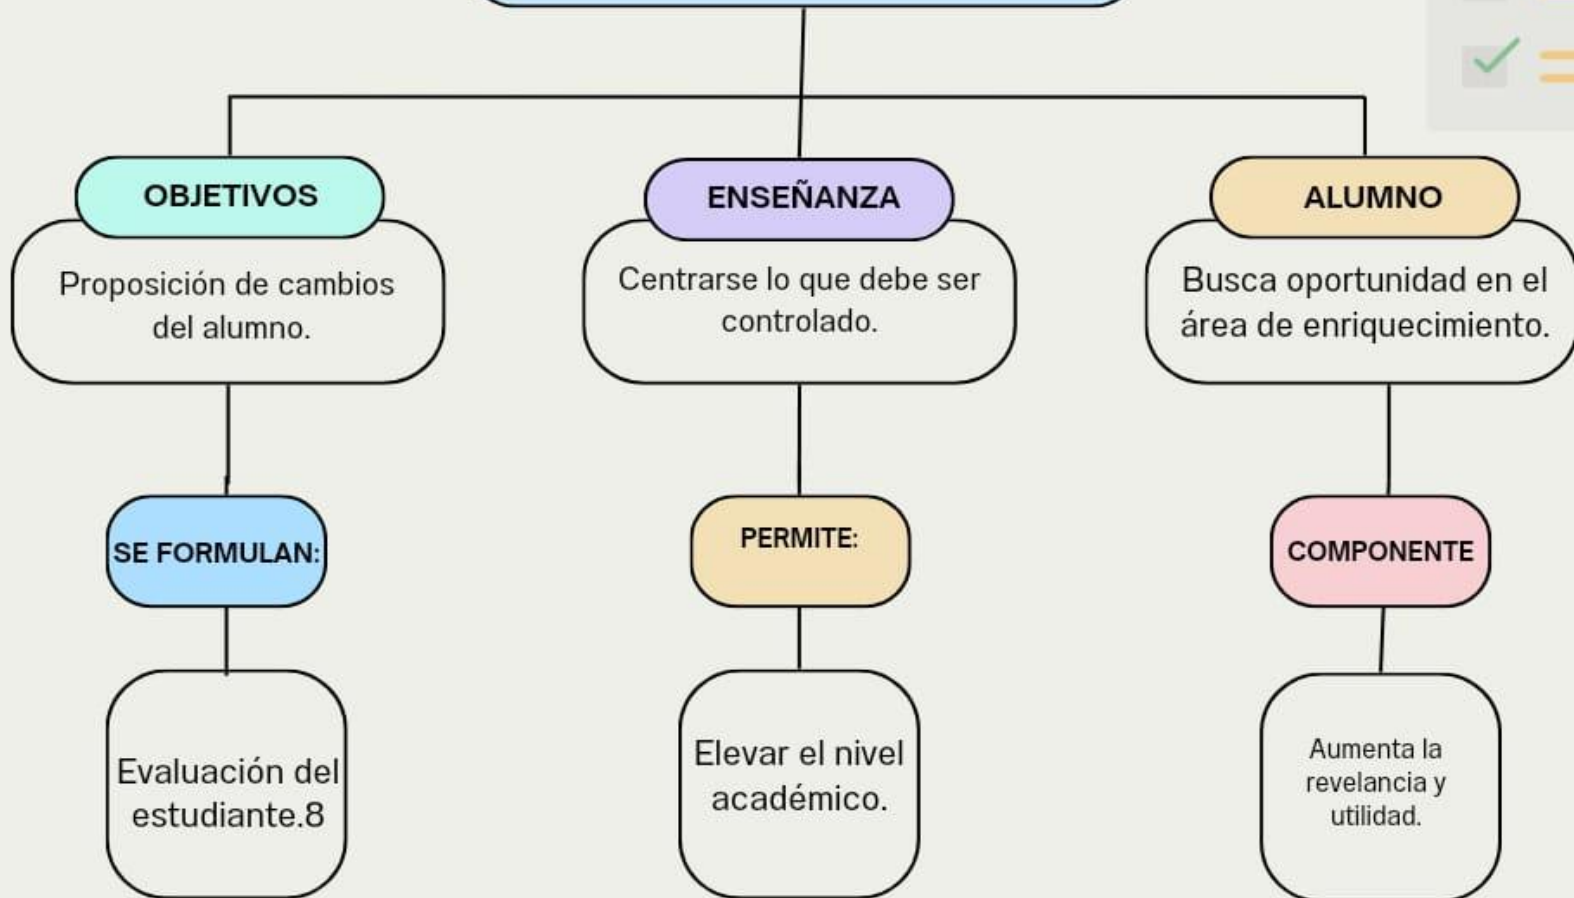 OBJETIVOS
Proposición de cambios
del alumno.
SE FORMULAN:
Evaluación del
estudiante.8
ENSEÑANZA
Centrarse lo que debe ser
controlado.
PERMITE:
Elevar el nivel
académico.
ALUMNO
Busca oportunidad en el
área de enriquecimiento.
COMPONENTE
Aumenta la
revelancia y
utilidad.